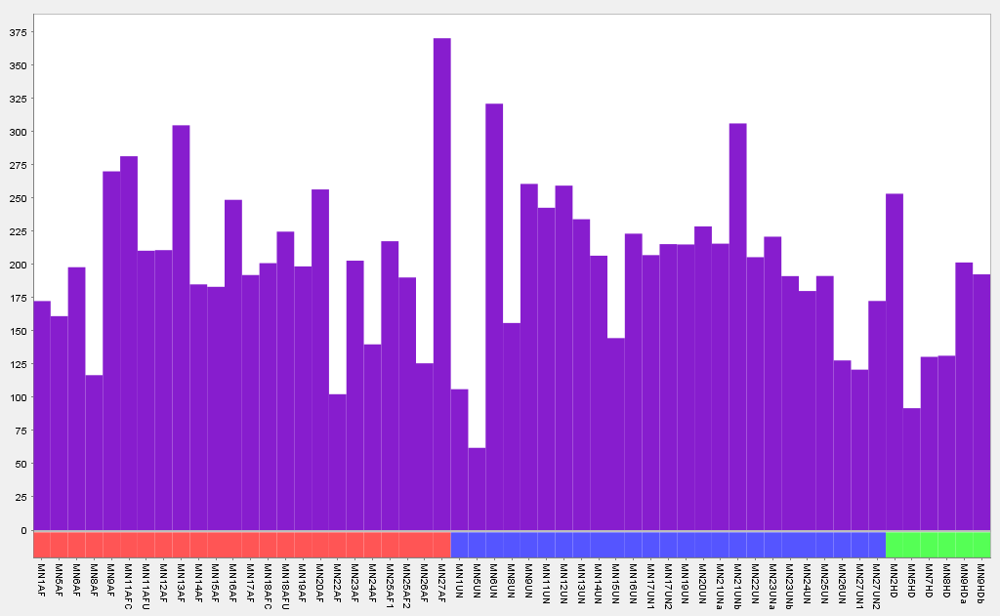 375
350
325
300
275
250
225
200
175
150
125
100
75
50
25
0
MN1AF
MN5AF
MN6AF
MN8AF
MN9AF
MN11AFC
MN11AFU
MN12AF
MN13AF
MN14AF
MN15AF
MN16AF
MN17AF
MN18AFC
MN18AFU
MN19AF
MN20AF
MN22AF
MN23AF
MN24AF
MN25AF1
MN25AF2
MN26AF
MN27AF
MN1UN
MN5UN
MN6UN
MN8UN
MN9UN
MN11UN
MN12UN
MN13UN
MN14UN
MN15UN
MN16UN
MN17UN1
MN17UN2
MN19UN
MN20UN
MN21UNa
MN21UNb
MN22UN
MN23UNa
MN23UNb
MN24UN
MN25UN
MN26UN
MN27UN1
MN27UN2
MN2HD
MN5HD
MN7HD
MN8HD
MN9HDa
MN9HDb